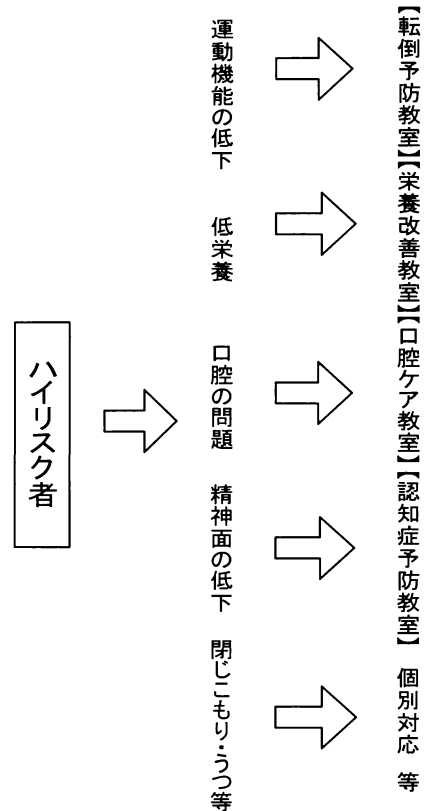 ハイリスク者
運動機能の低下
【転倒予防教室】
低栄養
【栄養改善教室】
口腔の問題
【口腔ケア教室】
精神面の低下
【認知症予防教室】
閉じこもり・うつ等
個別対応 等